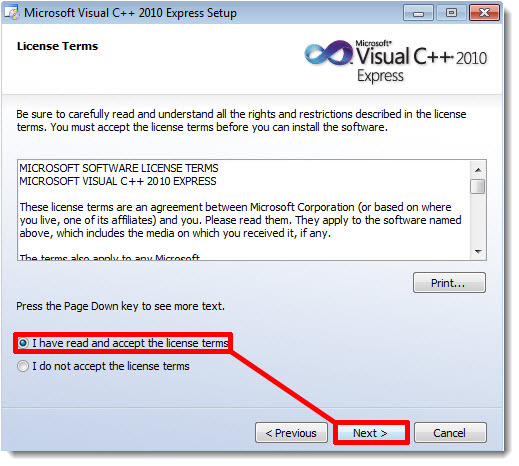 Microsoft Visual C++ 2010 Express Setup
License Terms
Microsoft®
Visual C++ 2010
Express
Be sure to carefully read and understand all the rights and restrictions described in the license
terms. You must accept the license terms before you can install the software.
MICROSOFT SOFTWARE LICENSE TERMS
MICROSOFT VISUAL C++ 2010 EXPRESS
These license terms are an agreement between Microsoft Corporation (or based on where
you live, one of its affiliates) and you. Please read them. They apply to the software named
above, which includes the media on which you received it, if any.
The terms also apply to any Microsoft
Print...
Press the Page Down key to see more text.
I have read and accept the license terms
I do not accept the license terms
< Previous
Next >
Cancel